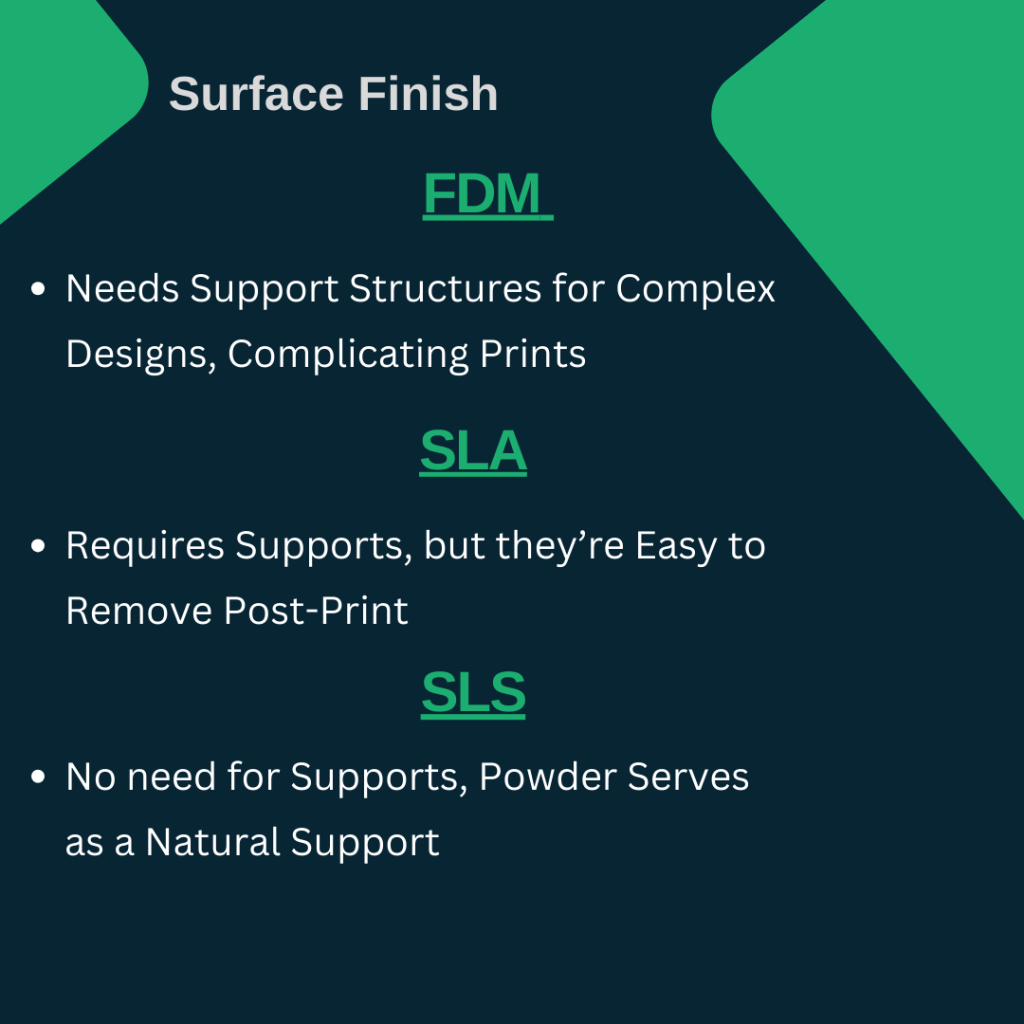 Surface Finish
FDM
• Needs Support Structures for Complex
Designs, Complicating Prints
SLA
• Requires Supports, but they’re Easy to
Remove Post-Print
SLS
• No need for Supports, Powder Serves
as a Natural Support